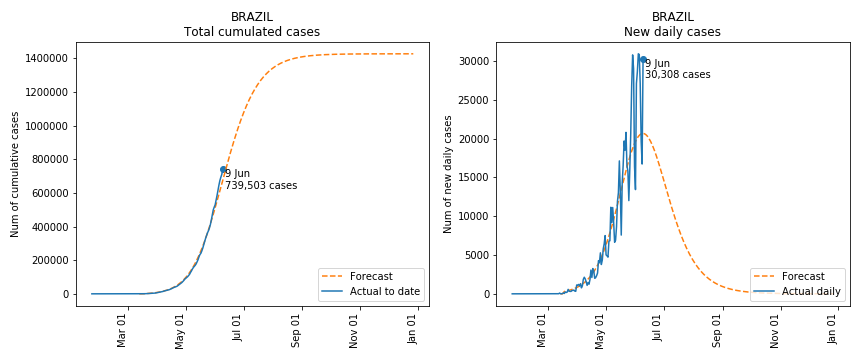 BRAZIL
Total cumulated cases
Num of cumulative cases
1400000
1200000
1000000
800000
600000
400000
200000
0
9 Jun
739,503 cases
Forecast
Actual to date
Mar 01
May 01
Jul 01
Sep 01
Nov 01
Jan 01
BRAZIL
New daily cases
Num of new daily cases
30000
25000
20000
15000
10000
5000
0
9 Jun
30,308 cases
Forecast
Actual daily
Mar 01
May 01
Jul 01
Sep 01
Nov 01
Jan 01